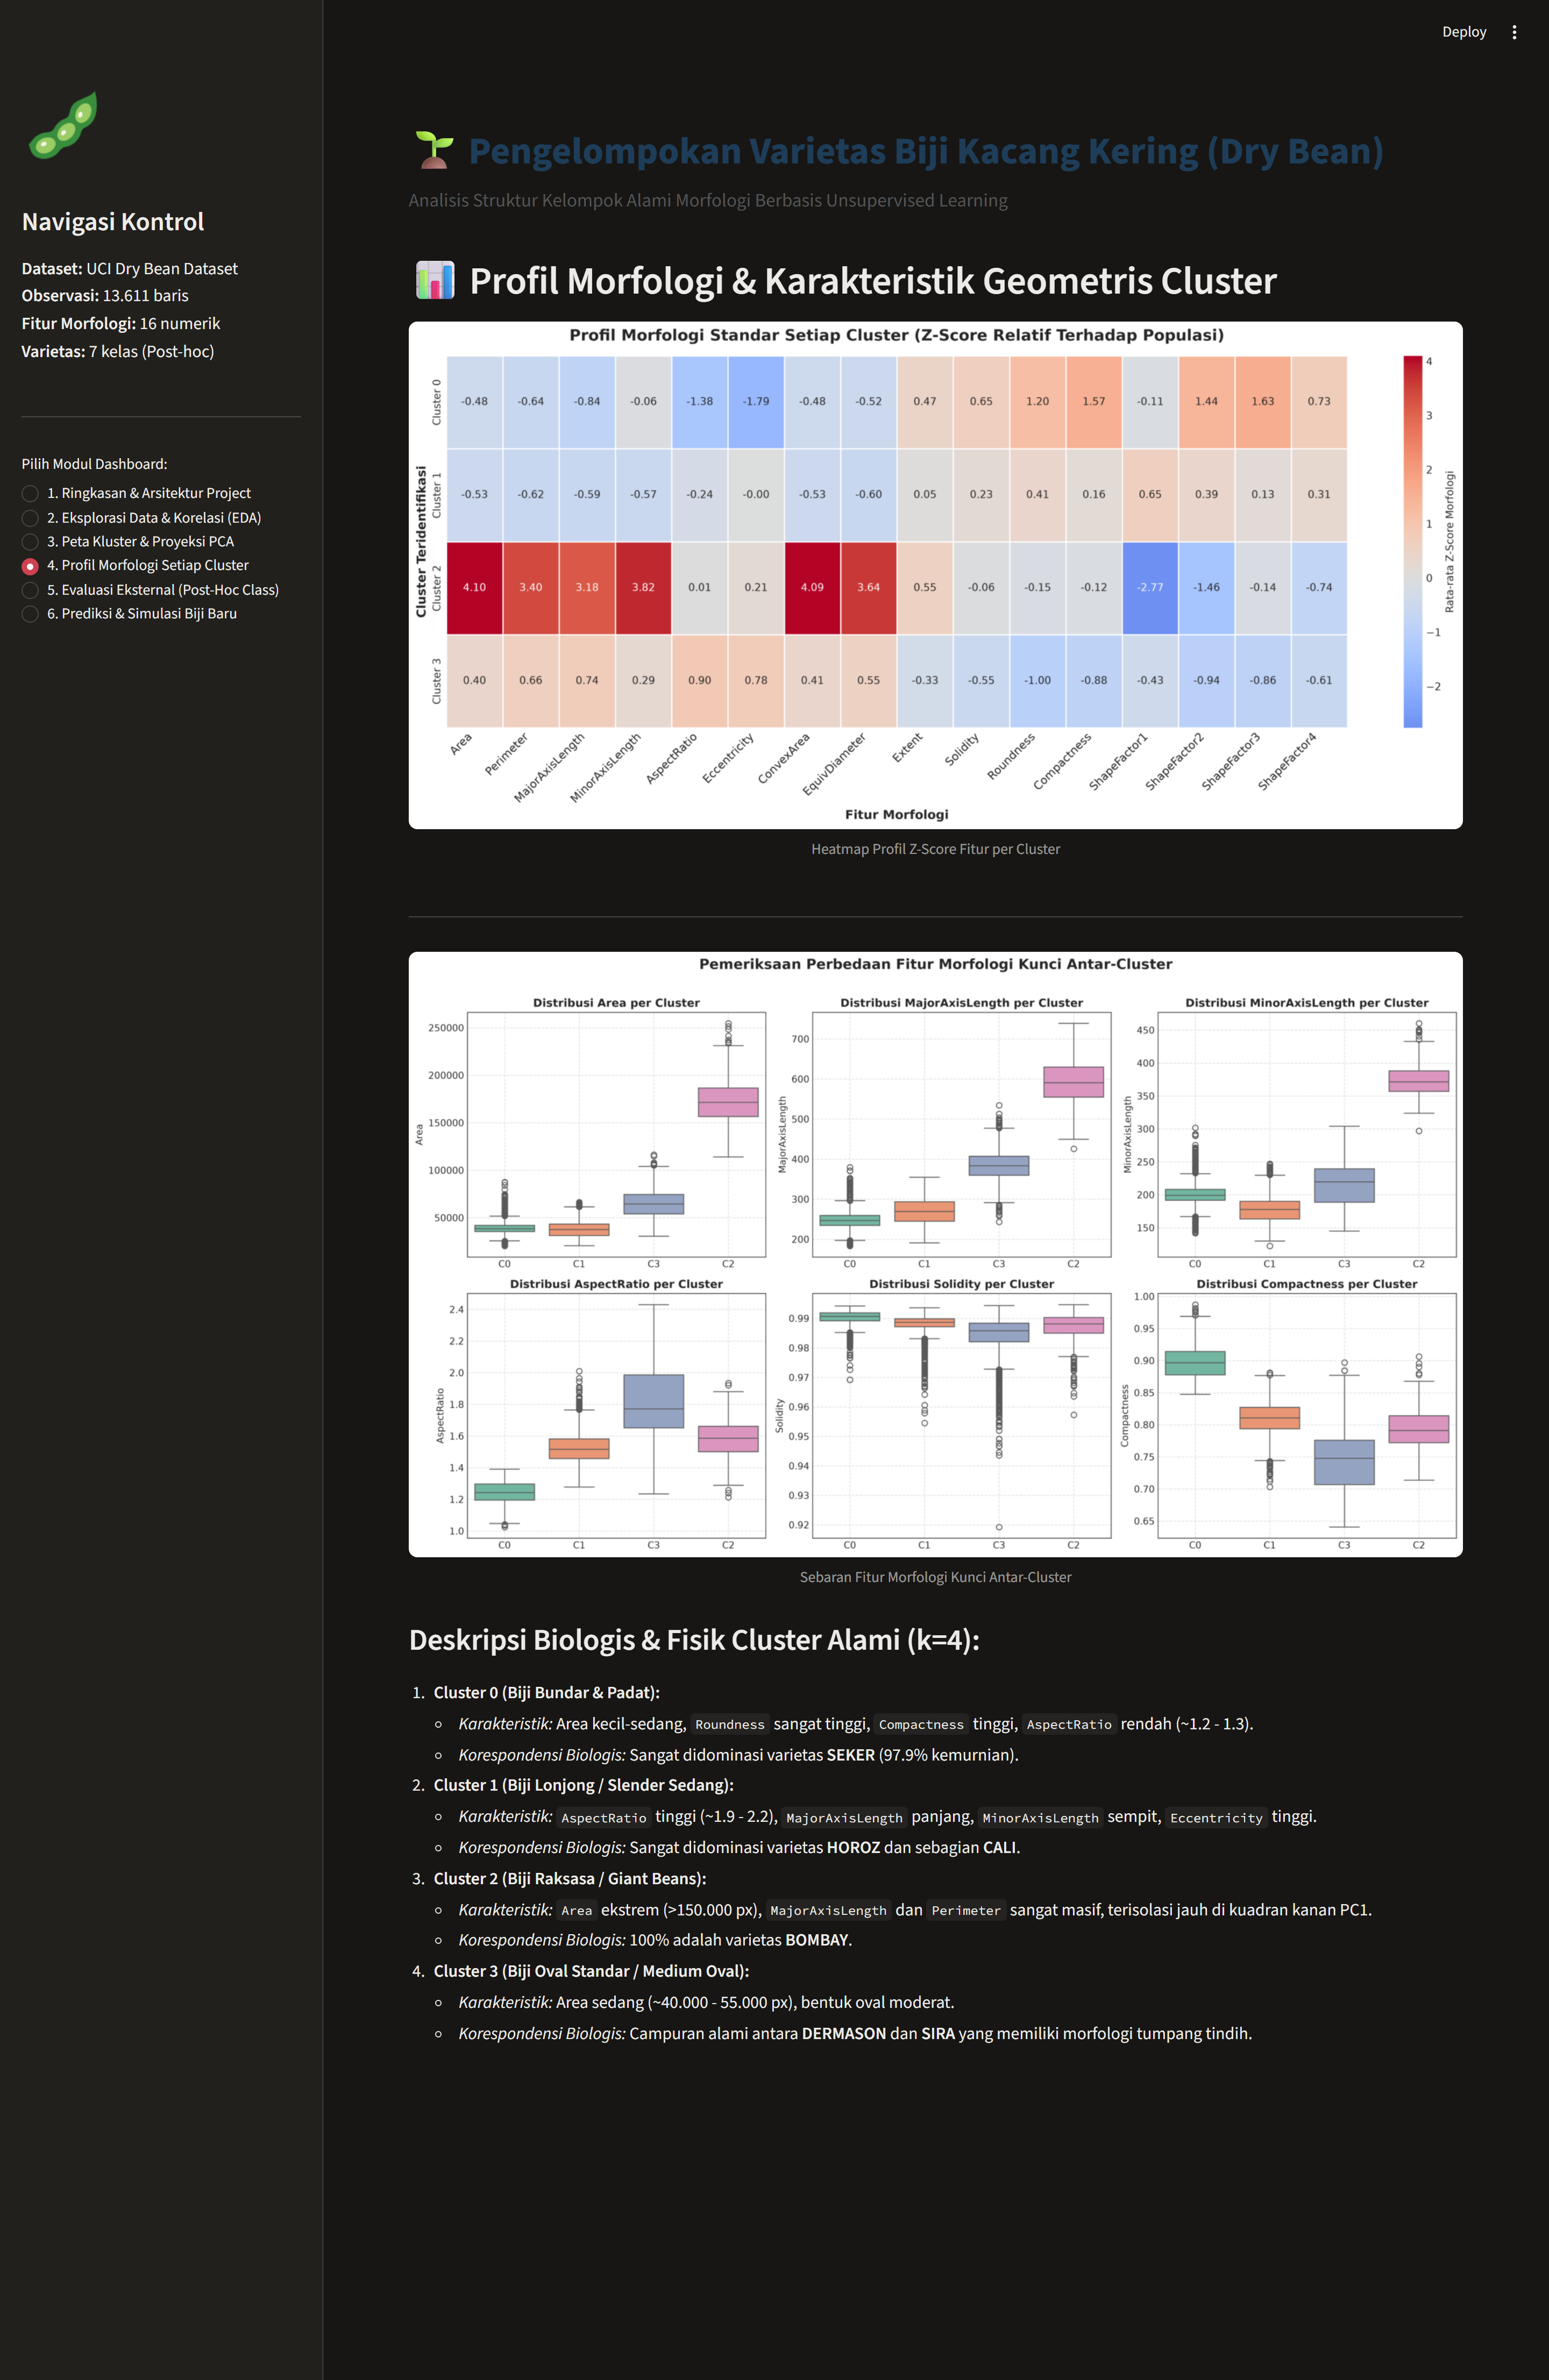 Deploy
Navigasi Kontrol
Dataset: UCI Dry Bean Dataset
Observasi: 13.611 baris
Fitur Morfologi: 16 numerik
Varietas: 7 kelas (Post-hoc)
Pilih Modul Dashboard:
1. Ringkasan & Arsitektur Project
2. Eksplorasi Data & Korelasi (EDA)
3. Peta Kluster & Proyeksi PCA
4. Profil Morfologi Setiap Cluster
5. Evaluasi Eksternal (Post-Hoc Class)
6. Prediksi & Simulasi Biji Baru
Pengelompokan Varietas Biji Kacang Kering (Dry Bean)
Analisis Struktur Kelompok Alami Morfologi Berbasis Unsupervised Learning
Profil Morfologi & Karakteristik Geometris Cluster
Profil Morfologi Standar Setiap Cluster (Z-Score Relatif Terhadap Populasi)
Cluster Teridentifikasi
Cluster 0
-0.48 -0.64 -0.84 -0.06 -1.38 -1.79 -0.48 -0.52 0.47 0.65 1.20 1.57 -0.11 1.44 1.63 0.73
Cluster 1
-0.53 -0.62 -0.59 -0.57 -0.24 -0.00 -0.53 -0.60 0.05 0.23 0.41 0.16 0.65 0.39 0.13 0.31
Cluster 2
4.10 3.40 3.18 3.82 0.01 0.21 4.09 3.64 0.55 -0.06 -0.15 -0.12 -2.77 -1.46 -0.14 -0.74
Cluster 3
0.40 0.66 0.74 0.29 0.90 0.78 0.41 0.55 -0.33 -0.55 -1.00 -0.88 -0.43 -0.94 -0.86 -0.61
Area Perimeter MajorAxisLength MinorAxisLength AspectRatio Eccentricity ConvexArea EquivDiameter Extent Solidity Roundness Compactness ShapeFactor1 ShapeFactor2 ShapeFactor3 ShapeFactor4
Fitur Morfologi
4
3
2
1
0
−1
−2
Rata-rata Z-Score Morfologi
Heatmap Profil Z-Score Fitur per Cluster
Pemeriksaan Perbedaan Fitur Morfologi Kunci Antar-Cluster
Distribusi Area per Cluster
Area
250000
200000
150000
100000
50000
C0 C1 C3 C2
Distribusi MajorAxisLength per Cluster
MajorAxisLength
700
600
500
400
300
200
C0 C1 C3 C2
Distribusi MinorAxisLength per Cluster
MinorAxisLength
450
400
350
300
250
200
150
C0 C1 C3 C2
Distribusi AspectRatio per Cluster
AspectRatio
2.4
2.2
2.0
1.8
1.6
1.4
1.2
1.0
C0 C1 C3 C2
Distribusi Solidity per Cluster
Solidity
0.99
0.98
0.97
0.96
0.95
0.94
0.93
0.92
C0 C1 C3 C2
Distribusi Compactness per Cluster
Compactness
1.00
0.95
0.90
0.85
0.80
0.75
0.70
0.65
C0 C1 C3 C2
Sebaran Fitur Morfologi Kunci Antar-Cluster
Deskripsi Biologis & Fisik Cluster Alami (k=4):
1. Cluster 0 (Biji Bundar & Padat):
Karakteristik: Area kecil-sedang, Roundness sangat tinggi, Compactness tinggi, AspectRatio rendah (~1.2 - 1.3).
Korespondensi Biologis: Sangat didominasi varietas SEKER (97.9% kemurnian).
2. Cluster 1 (Biji Lonjong / Slender Sedang):
Karakteristik: AspectRatio tinggi (~1.9 - 2.2), MajorAxisLength panjang, MinorAxisLength sempit, Eccentricity tinggi.
Korespondensi Biologis: Sangat didominasi varietas HOROZ dan sebagian CALI.
3. Cluster 2 (Biji Raksasa / Giant Beans):
Karakteristik: Area ekstrem (>150.000 px), MajorAxisLength dan Perimeter sangat masif, terisolasi jauh di kuadran kanan PC1.
Korespondensi Biologis: 100% adalah varietas BOMBAY.
4. Cluster 3 (Biji Oval Standar / Medium Oval):
Karakteristik: Area sedang (~40.000 - 55.000 px), bentuk oval moderat.
Korespondensi Biologis: Campuran alami antara DERMASON dan SIRA yang memiliki morfologi tumpang tindih.